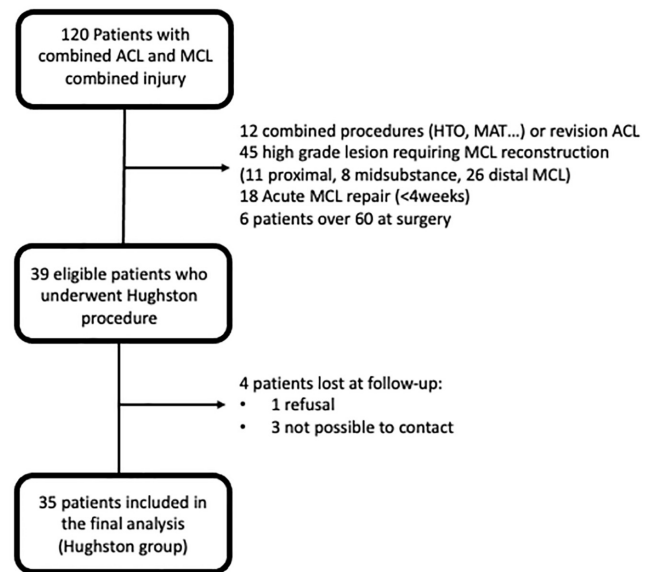 120 Patients with
combined ACL and MCL
combined injury
12 combined procedures (HTO, MAT...) or revision ACL
45 high grade lesion requiring MCL reconstruction
(11 proximal, 8 midsubstance, 26 distal MCL)
18 Acute MCL repair (<4weeks)
6 patients over 60 at surgery
39 eligible patients who
underwent Hughston
procedure
4 patients lost at follow-up:
• 1 refusal
• 3 not possible to contact
35 patients included in
the final analysis
(Hughston group)